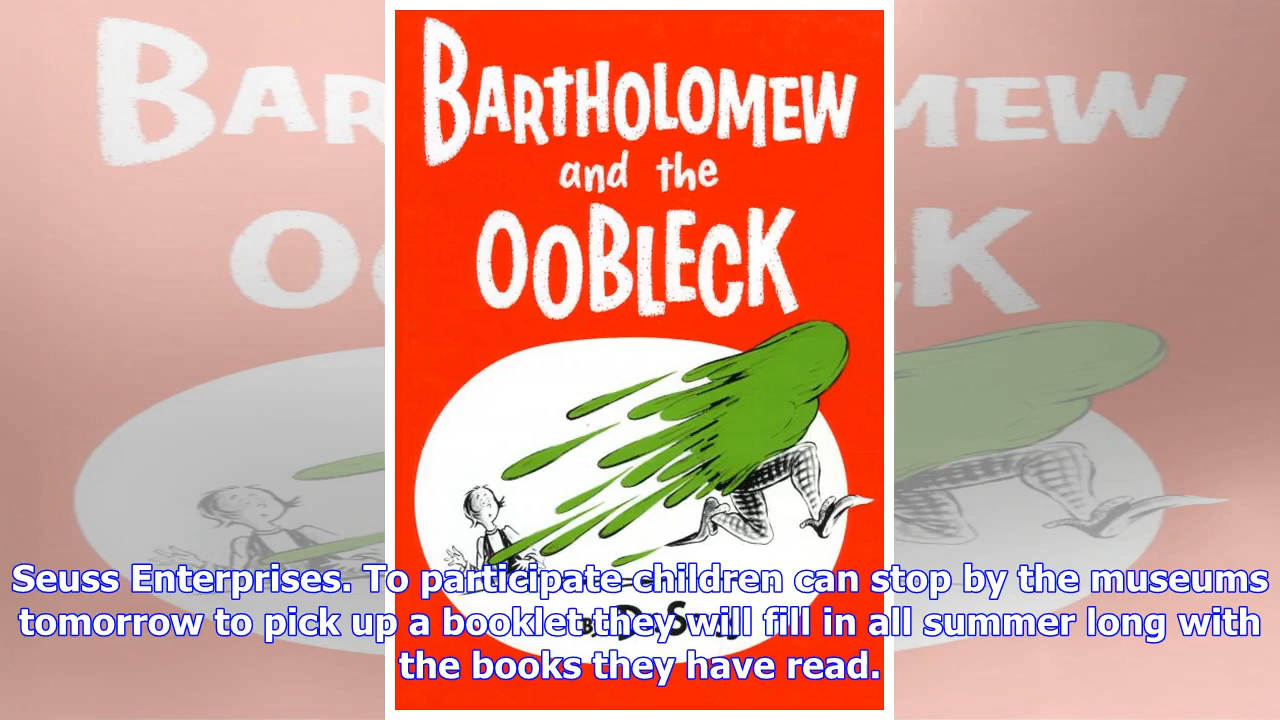 BARTHOLOMEW
and the
OOBLECK
Seuss Enterprises. To participate children can stop by the museums
tomorrow to pick up a booklet they will fill in all summer long with
the books they have read.